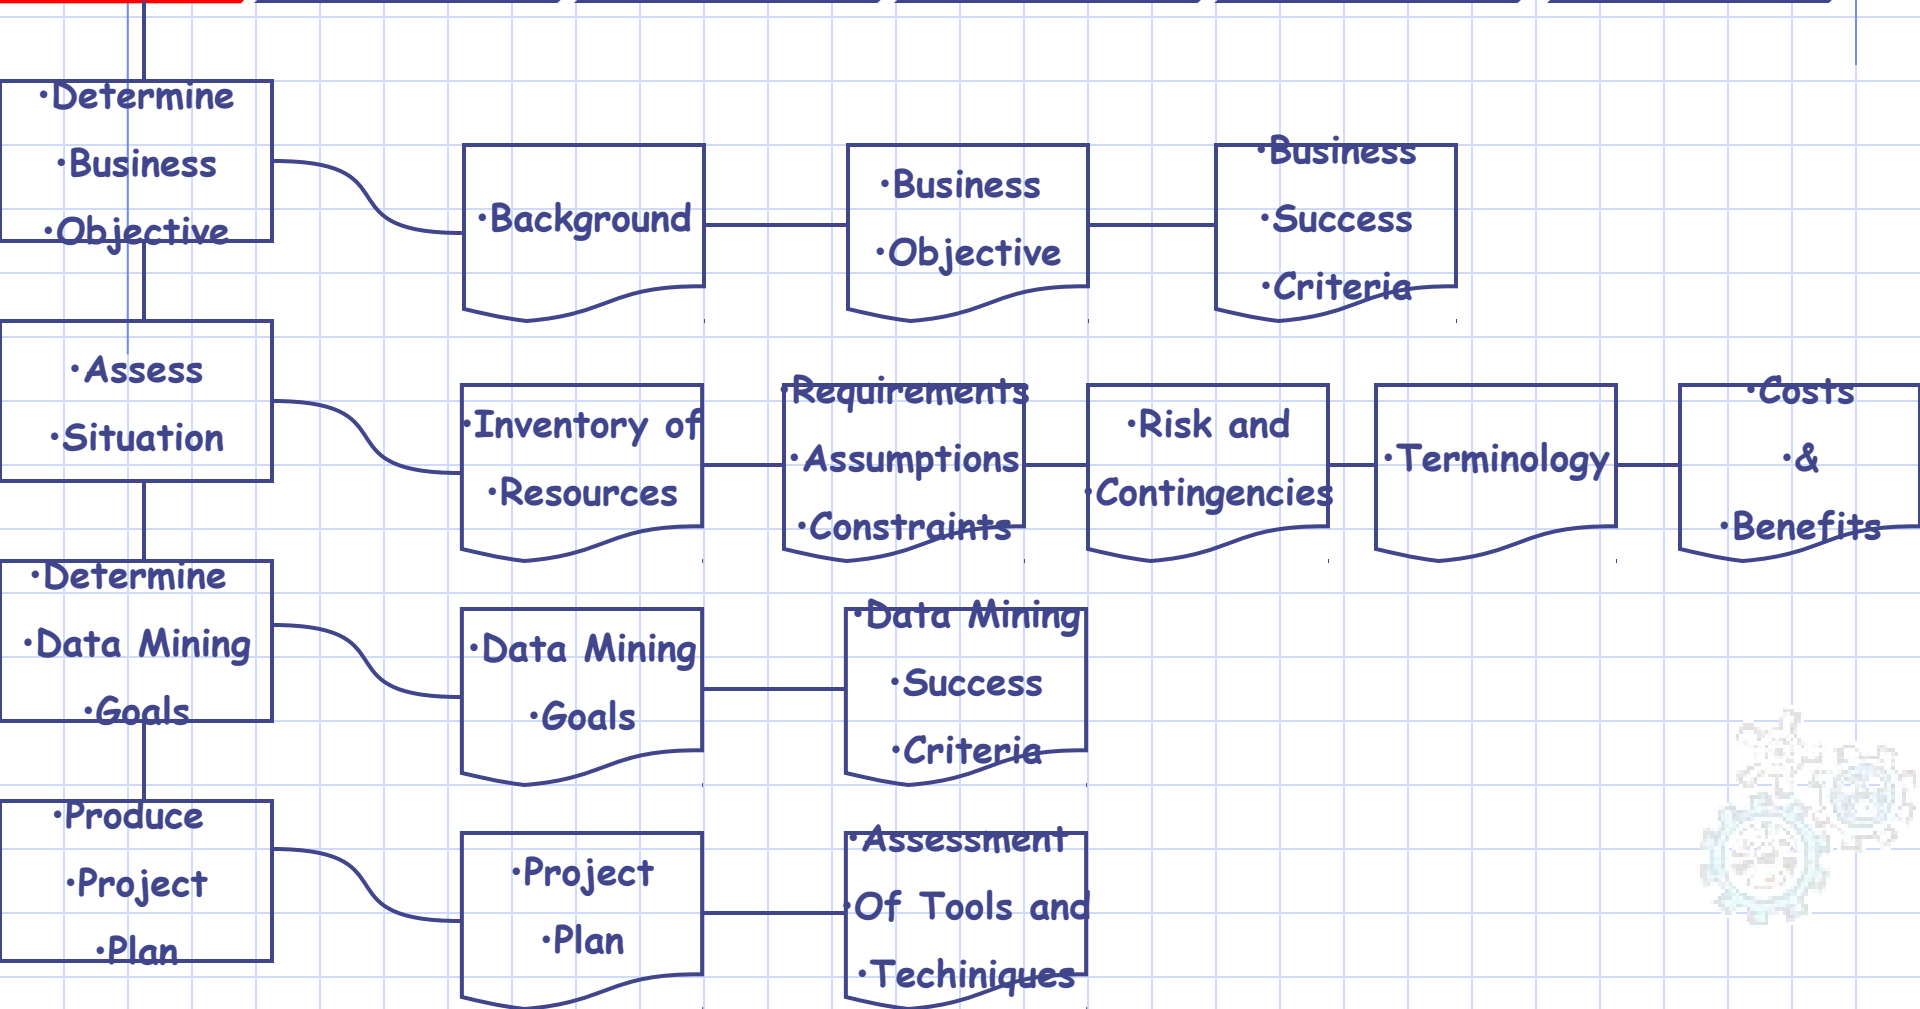 •Determine
•Business
•Objective
•Background
•Business
•Objective
•Business
•Success
•Criteria
•Assess
•Situation
•Inventory of
•Resources
•Requirements
•Assumptions
•Constraints
•Risk and
•Contingencies
•Terminology
•Costs
•&
•Benefits
•Determine
•Data Mining
•Goals
•Data Mining
•Goals
•Data Mining
•Success
•Criteria
•Produce
•Project
•Plan
•Project
•Plan
•Assessment
•Of Tools and
•Techiniques